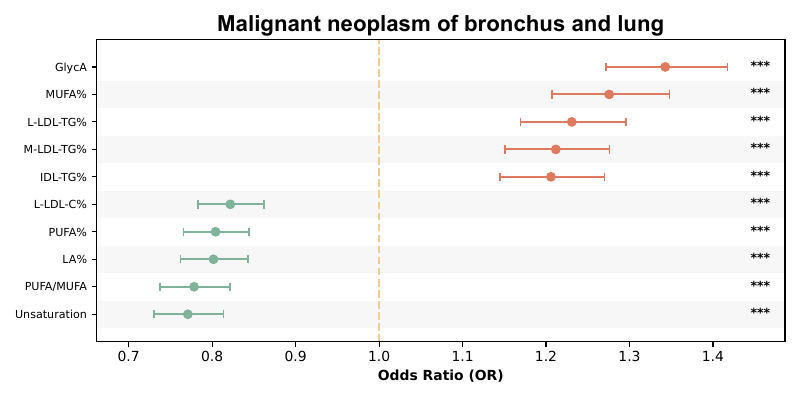 Malignant neoplasm of bronchus and lung
GlycA ***
MUFA% ***
L-LDL-TG% ***
M-LDL-TG% ***
IDL-TG% ***
L-LDL-C% ***
PUFA% ***
LA% ***
PUFA/MUFA ***
Unsaturation ***
0.7 0.8 0.9 1.0 1.1 1.2 1.3 1.4
Odds Ratio (OR)